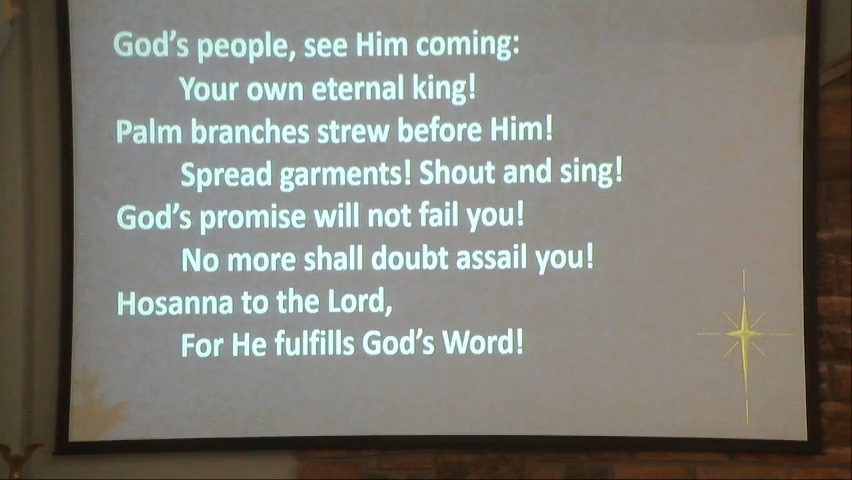 God's people, see Him coming:
Your own eternal king!
Palm branches strew before Him!
Spread garments! Shout and sing!
God's promise will not fail you!
No more shall doubt assail you!
Hosanna to the Lord,
For He fulfills God's Word!